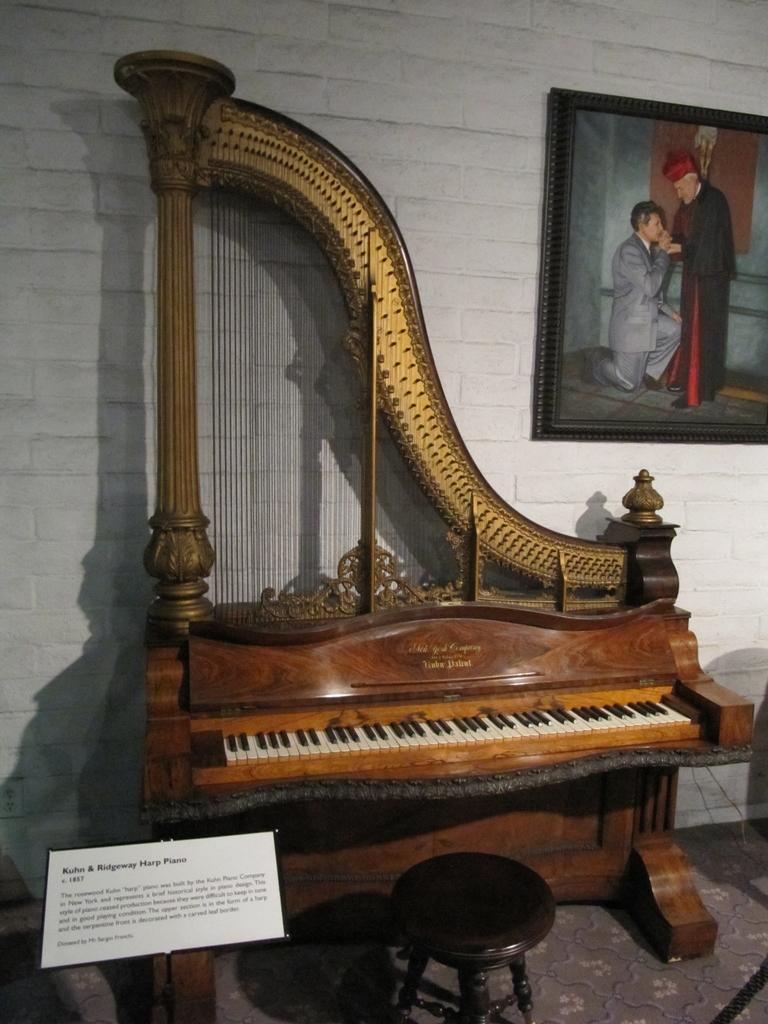 New York Company
Kuhn Patent
Kuhn & Ridgeway Harp Piano
c. 1857
The rosewood Kuhn "harp" piano was built by the Kuhn Piano Company
in New York and represents a brief historical style in piano design. This
style of piano ceased production because they were difficult to keep in tune
and in good playing condition. The upper section is in the form of a harp
and the serpentine front is decorated with a carved leaf border.
Donated by Mr. Sergio Franchi